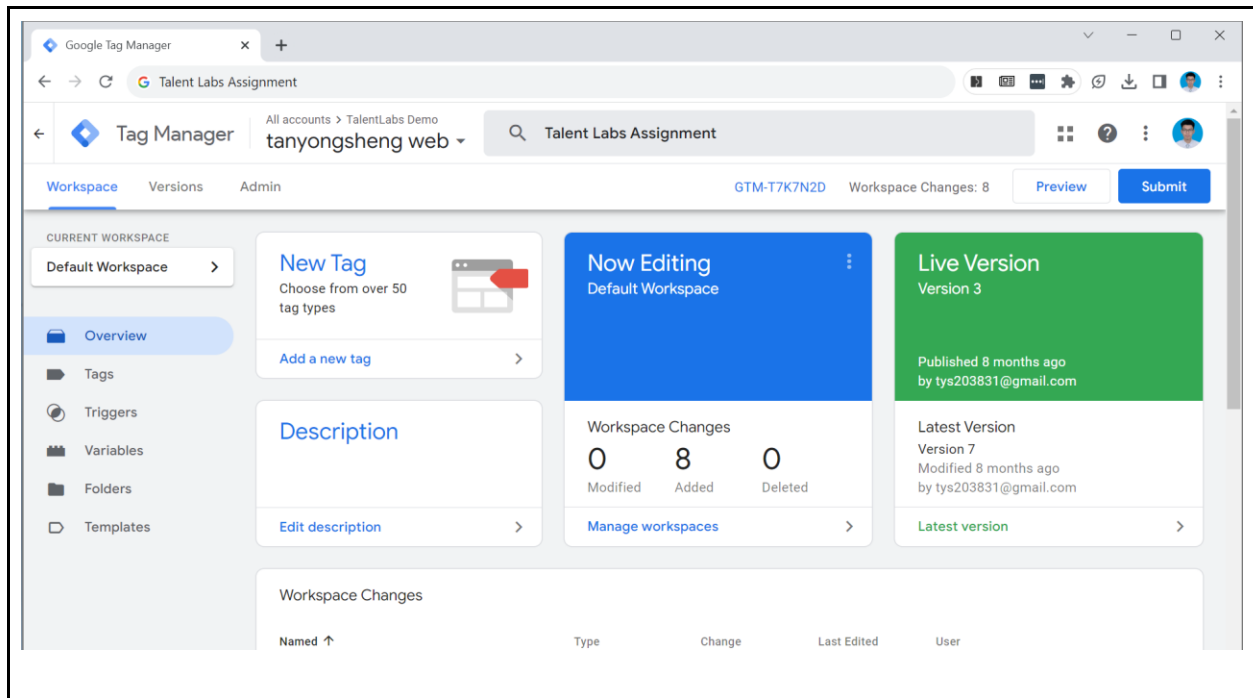 Google Tag Manager
Talent Labs Assignment
Tag Manager
All accounts > TalentLabs Demo
tanyongsheng web
Talent Labs Assignment
Workspace
Versions
Admin
GTM-T7K7N2D
Workspace Changes: 8
Preview
Submit
CURRENT WORKSPACE
Default Workspace
Overview
Tags
Triggers
Variables
Folders
Templates
New Tag
Choose from over 50
tag types
Add a new tag
Description
Edit description
Now Editing
Default Workspace
Workspace Changes
0 8 0
Modified Added Deleted
Manage workspaces
Live Version
Version 3
Published 8 months ago
by tys203831@gmail.com
Latest Version
Version 7
Modified 8 months ago
by tys203831@gmail.com
Latest version
Workspace Changes
Named ↑ Type Change Last Edited User